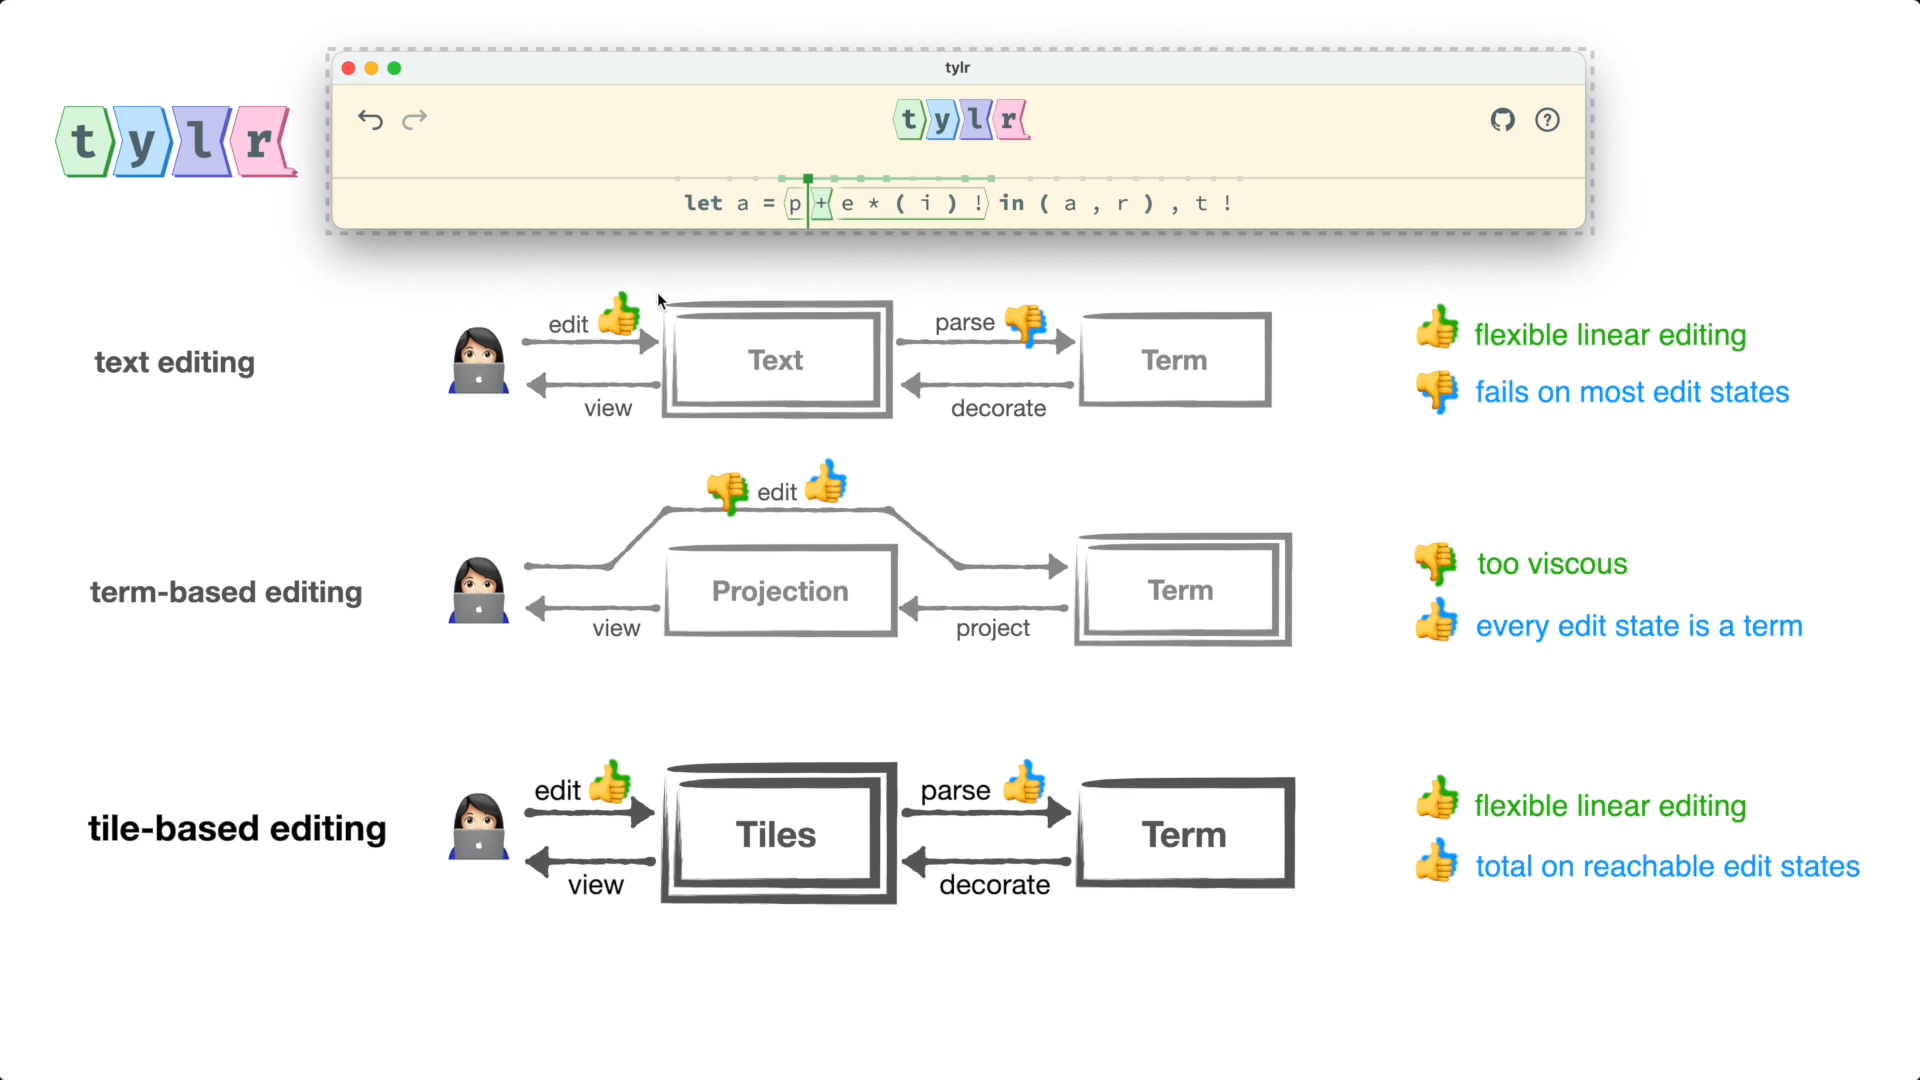 tylr
tylr
tylr
let a = p + e * ( i ) ! in ( a , r ) , t !
text editing
edit
Text
view
parse
decorate
Term
flexible linear editing
fails on most edit states
term-based editing
edit
Projection
view
project
Term
too viscous
every edit state is a term
tile-based editing
edit
Tiles
view
parse
decorate
Term
flexible linear editing
total on reachable edit states